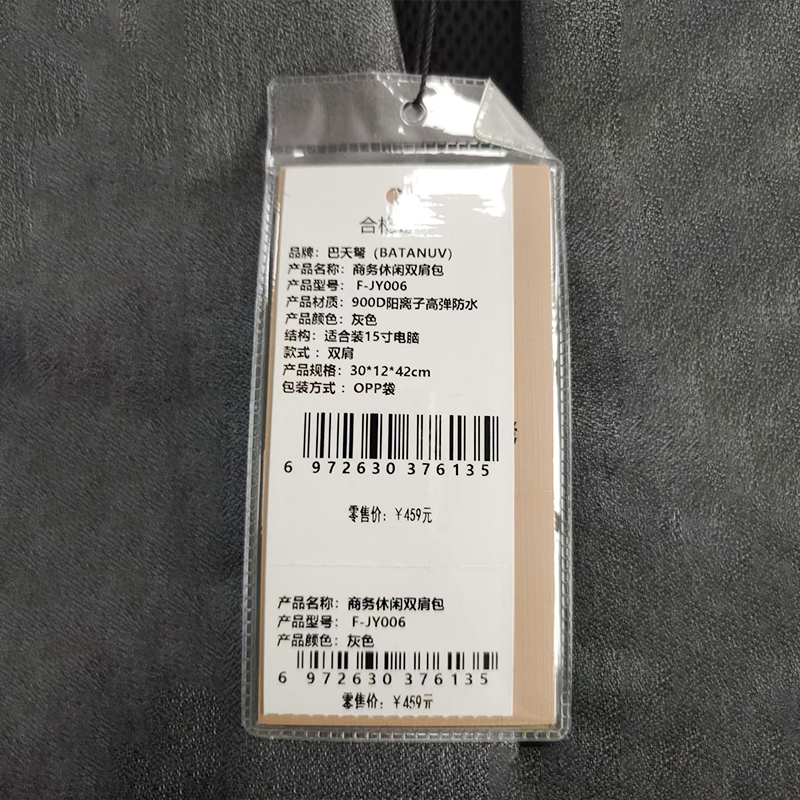 合格
品牌：巴天弩（BATANUV）
产品名称：商务休闲双肩包
产品型号： F-JY006
产品材质：900D阳离子高弹防水
产品颜色：灰色
结构：适合装15寸电脑
款式 ：双肩
产品规格：30*12*42cm
包装方式 ：OPP袋
6 972630 376135
零售价：￥459元
产品名称：商务休闲双肩包
产品型号： F-JY006
产品颜色：灰色
6 972630 376135
零售价：￥459元